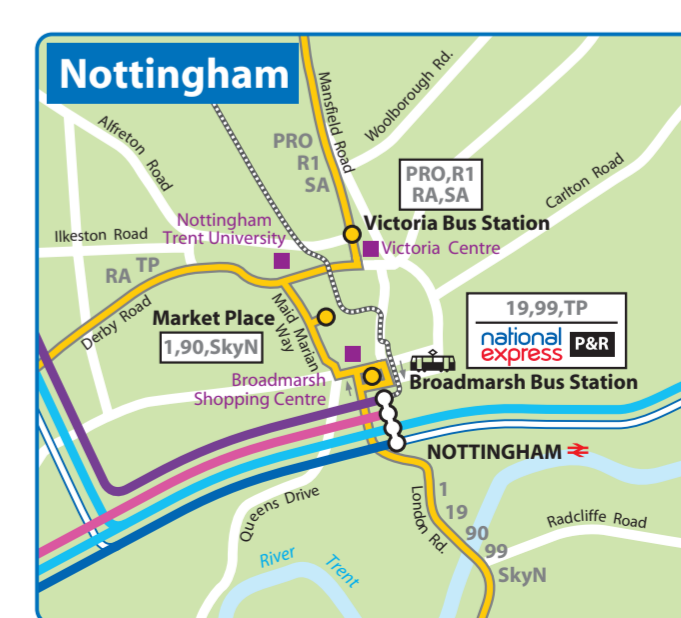 Nottingham
Alfreton Road
Mansfield Road
Woolborough Rd.
PRO
R1
SA
PRO,R1
RA,SA
Carlton Road
Victoria Bus Station
Nottingham
Trent University
Ilkeston Road
Victoria Centre
RA TP
Derby Road
Market Place
1,90,SkyN
Maid Marian
Way
19,99,TP
national
express
P&R
Broadmarsh
Shopping Centre
Broadmarsh Bus Station
NOTTINGHAM
Queens Drive
London Rd.
1
19
90
99
SkyN
Radcliffe Road
River Trent